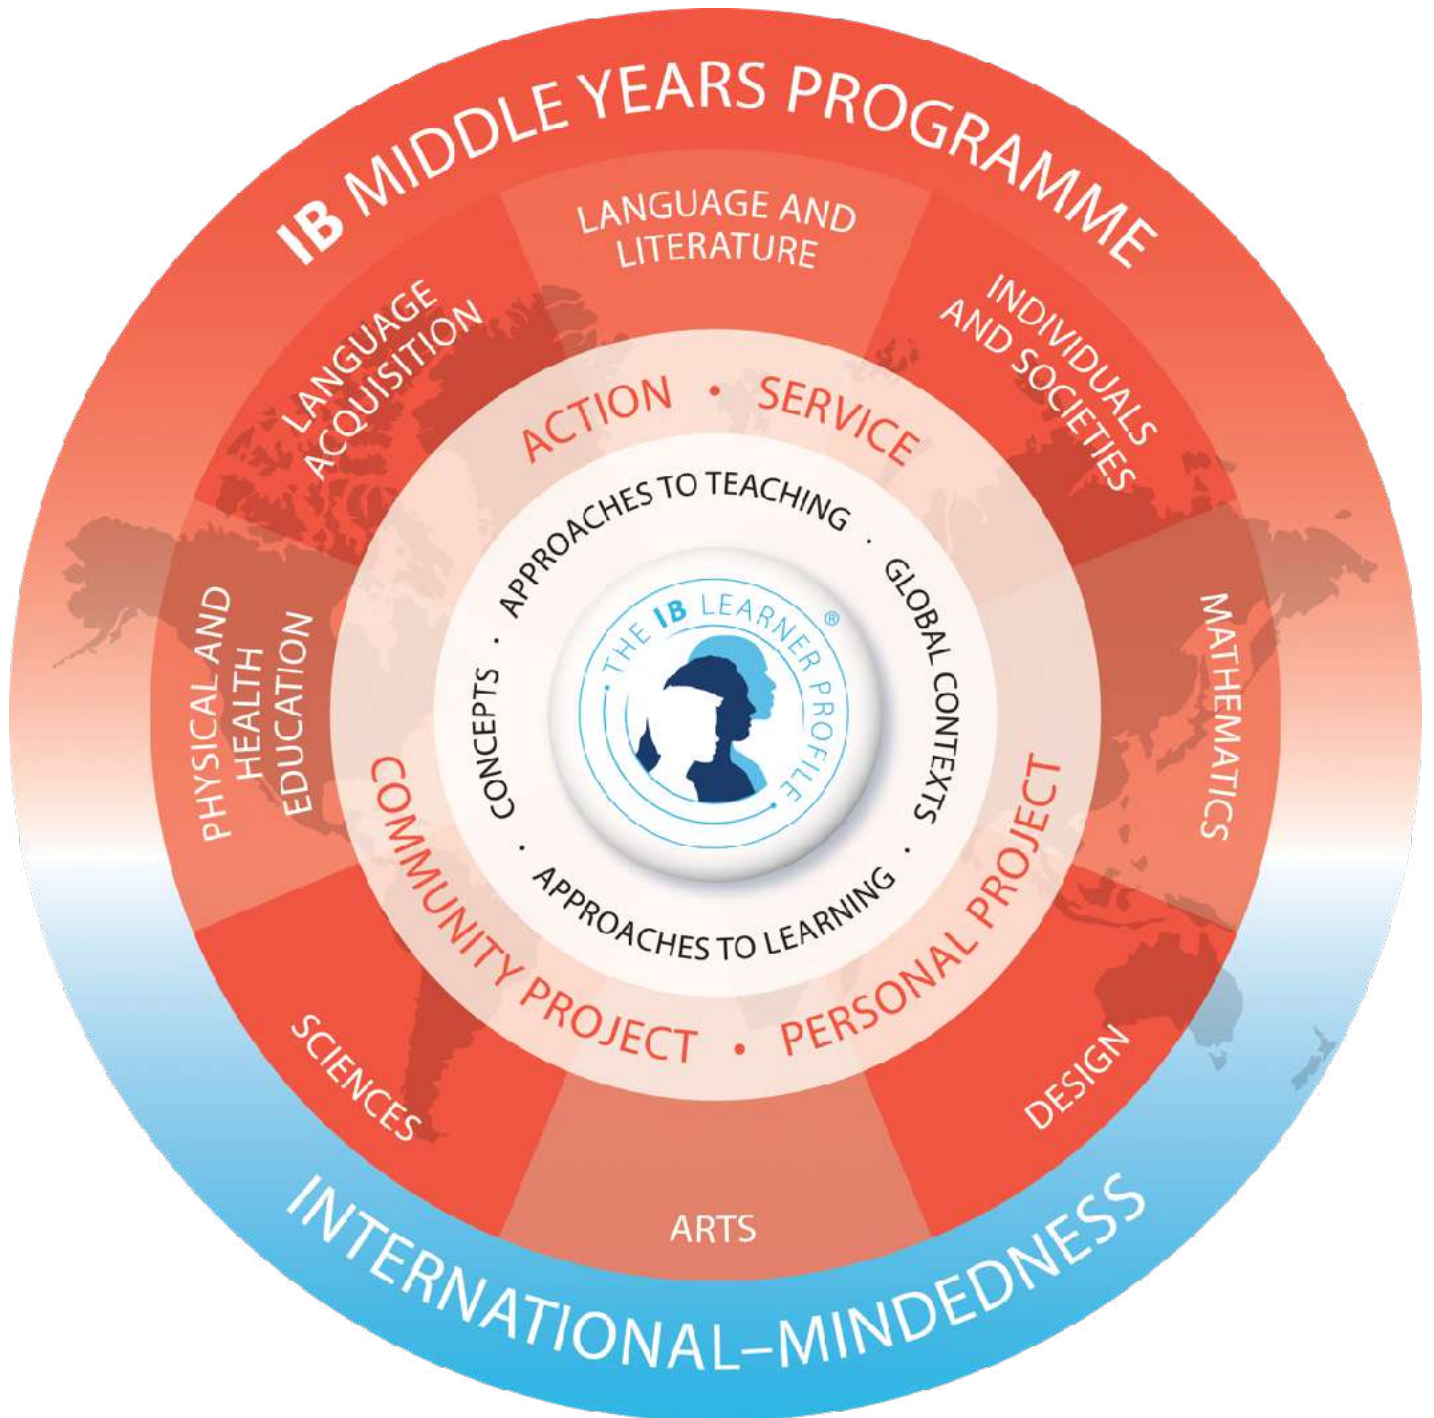 IB MIDDLE YEARS PROGRAMME
LANGUAGE AND
LITERATURE
INDIVIDUALS
AND SOCIETIES
MATHEMATICS
DESIGN
ARTS
SCIENCES
PHYSICAL AND
HEALTH
EDUCATION
LANGUAGE
ACQUISITION
ACTION • SERVICE
PERSONAL PROJECT
•
COMMUNITY PROJECT
APPROACHES TO TEACHING
· GLOBAL CONTEXTS
· APPROACHES TO LEARNING
· CONCEPTS ·
• THE IB LEARNER PROFILE • ®
INTERNATIONAL–MINDEDNESS